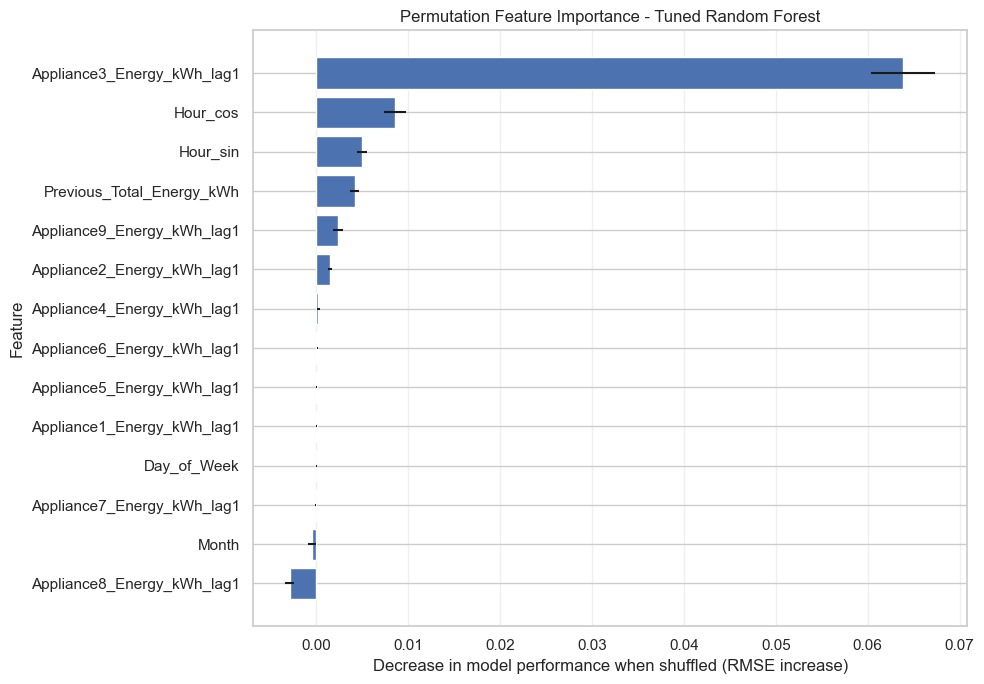 Permutation Feature Importance - Tuned Random Forest
Appliance3_Energy_kWh_lag1
Hour_cos
Hour_sin
Previous_Total_Energy_kWh
Appliance9_Energy_kWh_lag1
Appliance2_Energy_kWh_lag1
Appliance4_Energy_kWh_lag1
Appliance6_Energy_kWh_lag1
Appliance5_Energy_kWh_lag1
Appliance1_Energy_kWh_lag1
Day_of_Week
Appliance7_Energy_kWh_lag1
Month
Appliance8_Energy_kWh_lag1
Feature
0.00 0.01 0.02 0.03 0.04 0.05 0.06 0.07
Decrease in model performance when shuffled (RMSE increase)